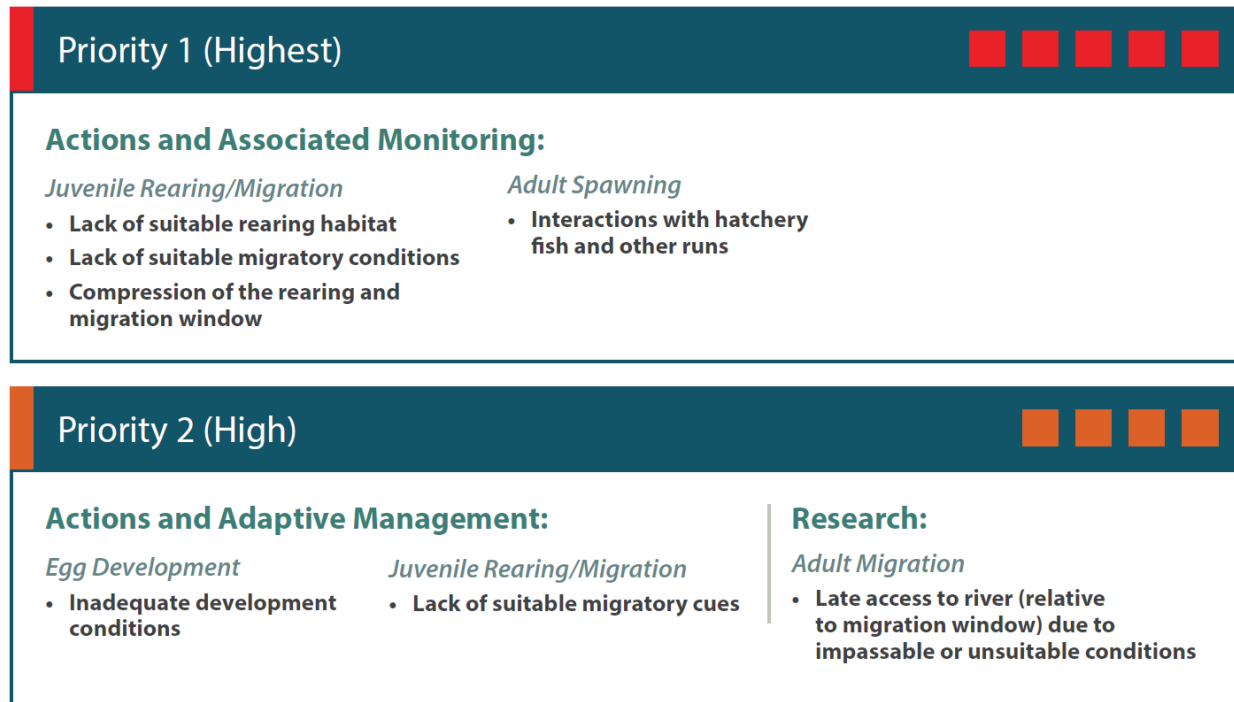 Priority 1 (Highest)
Actions and Associated Monitoring:
Juvenile Rearing/Migration
• Lack of suitable rearing habitat
• Lack of suitable migratory conditions
• Compression of the rearing and
migration window
Adult Spawning
• Interactions with hatchery
fish and other runs
Priority 2 (High)
Actions and Adaptive Management:
Egg Development
• Inadequate development
conditions
Juvenile Rearing/Migration
• Lack of suitable migratory cues
Research:
Adult Migration
• Late access to river (relative
to migration window) due to
impassable or unsuitable conditions